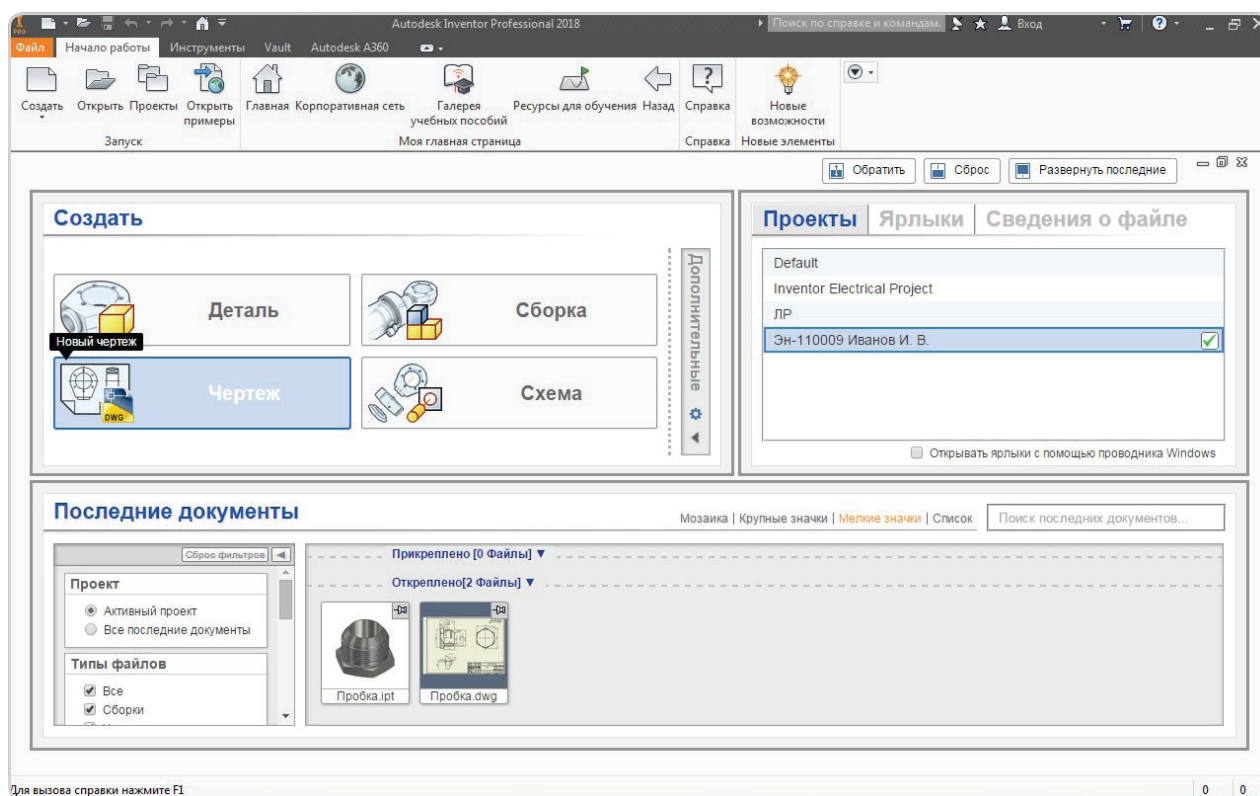 PRO
Autodesk Inventor Professional 2018
Поиск по справке и командам.
Вход
Файл Начало работы Инструменты Vault Autodesk A360
Создать Открыть Проекты Открыть примеры Главная Корпоративная сеть Галерея учебных пособий Ресурсы для обучения Назад Справка Новые возможности
Запуск Моя главная страница Справка Новые элементы
Обратить Сброс Развернуть последние
Создать
Деталь Сборка
Новый чертеж
Чертеж Схема
DWG
Дополнительные
Проекты Ярлыки Сведения о файле
Default
Inventor Electrical Project
ЛР
Эн-110009 Иванов И. В.
Открывать ярлыки с помощью проводника Windows
Последние документы
Мозаика | Крупные значки | Мелкие значки | Список
Поиск последних документов...
Сброс фильтров
Проект
Активный проект
Все последние документы
Типы файлов
Все
Сборки
Прикреплено [0 Файлы]
Откреплено[2 Файлы]
Пробка.ipt Пробка.dwg
Для вызова справки нажмите F1
0 0